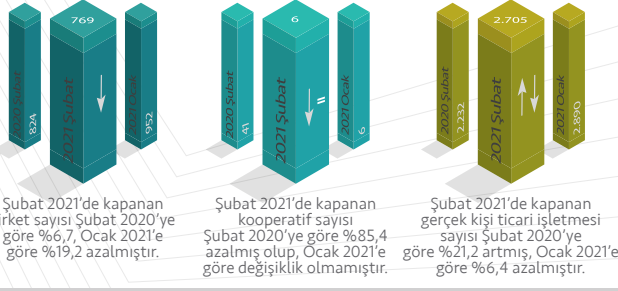 769
2020 Şubat
824
2021 Şubat
2021 Ocak
952
6
2020 Şubat
41
2021 Şubat
=
2021 Ocak
6
2.705
2020 Şubat
2.232
2021 Şubat
2021 Ocak
2.890
Şubat 2021’de kapanan
irket sayısı Şubat 2020’ye
göre %6,7, Ocak 2021’e
göre %19,2 azalmıştır.
Şubat 2021’de kapanan
kooperatif sayısı
Şubat 2020’ye göre %85,4
azalmış olup, Ocak 2021’e
göre değişiklik olmamıştır.
Şubat 2021’de kapanan
gerçek kişi ticari işletmesi
sayısı Şubat 2020’ye
göre %21,2 artmış, Ocak 2021’e
göre %6,4 azalmıştır.